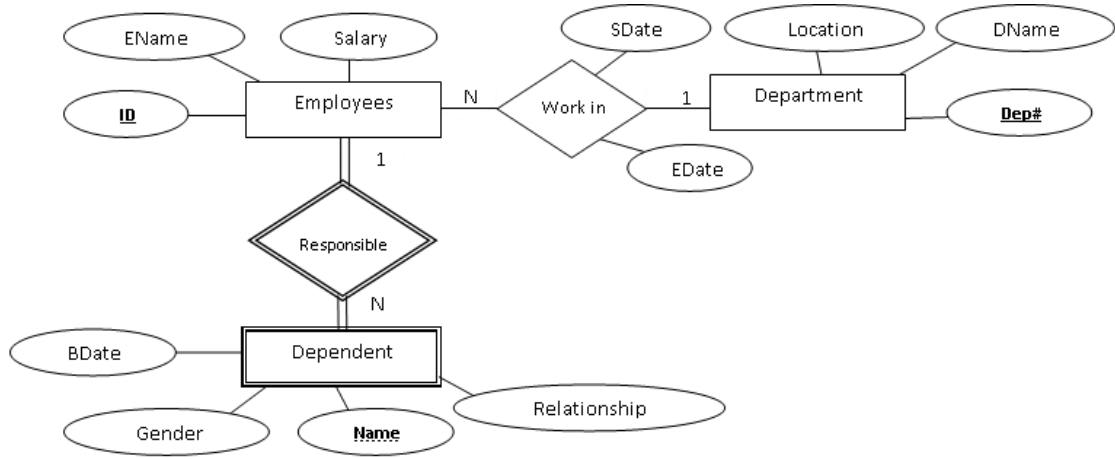 EName
Salary
SDate
Location
DName
ID
Employees
N
Work in
1
Department
Dep#
1
EDate
Responsible
N
BDate
Dependent
Gender
Name
Relationship